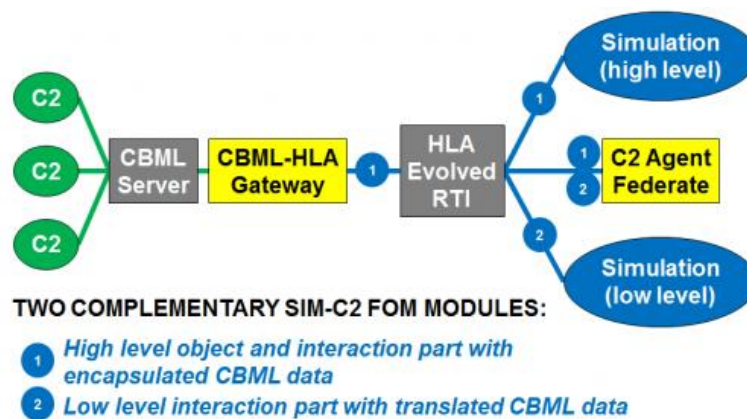 Simulation
(high level)
C2
1
CBML
Server
CBML-HLA
Gateway
1
HLA
Evolved
RTI
C2
1
2
C2 Agent
Federate
C2
2
Simulation
(low level)
TWO COMPLEMENTARY SIM-C2 FOM MODULES:
1 High level object and interaction part with
encapsulated CBML data
2 Low level interaction part with translated CBML data